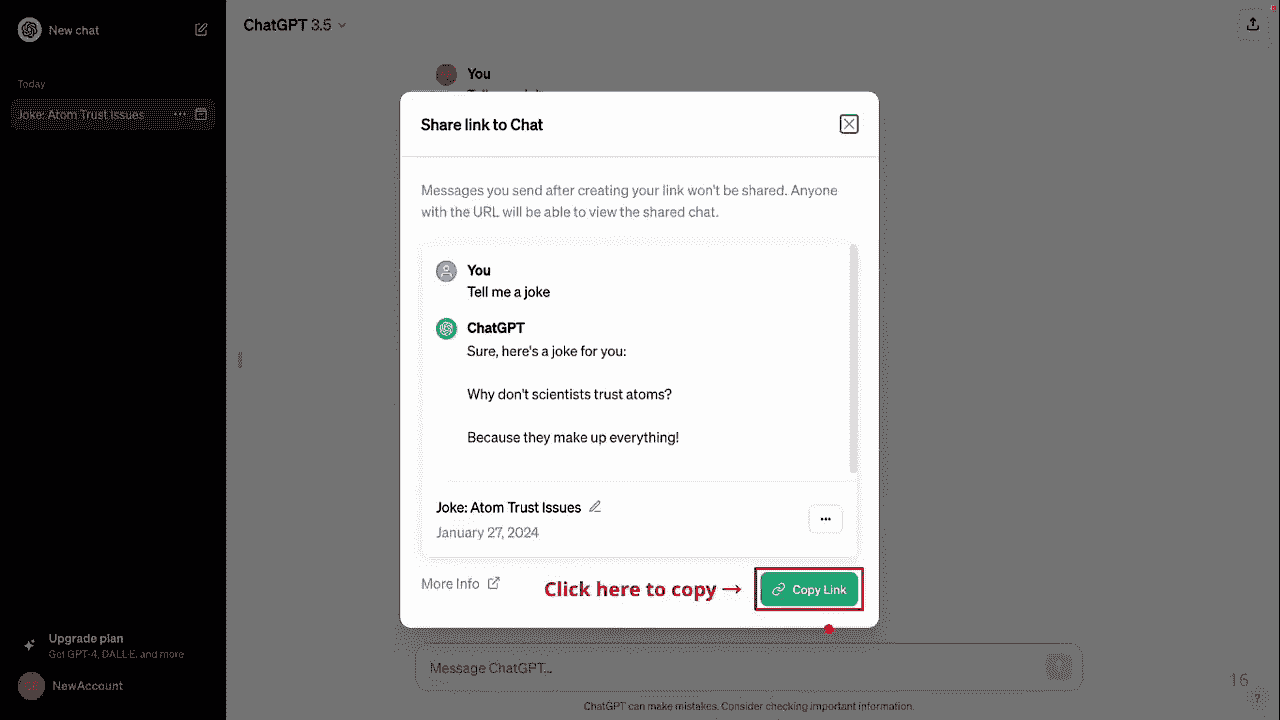 New chat
Today
Joke: Atom Trust Issues
Upgrade plan
Get GPT-4, DALL·E, and more
NewAccount
ChatGPT 3.5
You
Share link to Chat
Messages you send after creating your link won't be shared. Anyone
with the URL will be able to view the shared chat.
You
Tell me a joke
ChatGPT
Sure, here's a joke for you:
Why don't scientists trust atoms?
Because they make up everything!
Joke: Atom Trust Issues
January 27, 2024
More Info
Click here to copy →
Copy Link
Message ChatGPT...
ChatGPT can make mistakes. Consider checking important information.
16
?